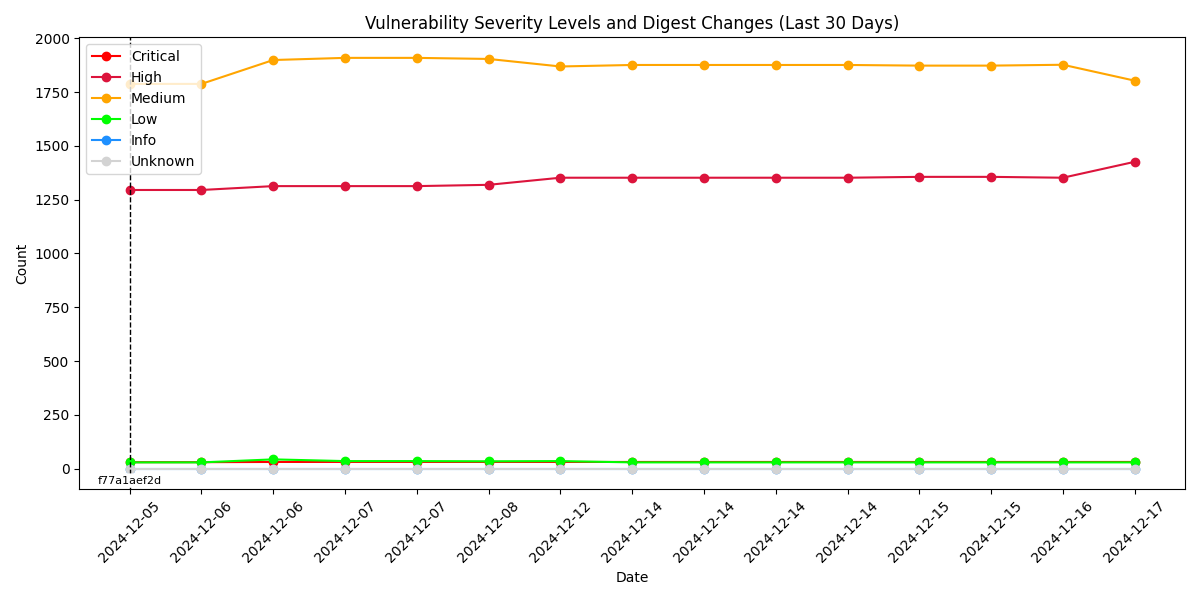 Vulnerability Severity Levels and Digest Changes (Last 30 Days)
2000
1750
1500
1250
1000
750
500
250
0
Count
Critical
High
Medium
Low
Info
Unknown
f77a1aef2d
2024-12-05
2024-12-06
2024-12-06
2024-12-07
2024-12-07
2024-12-08
2024-12-12
2024-12-14
2024-12-14
2024-12-14
2024-12-14
2024-12-15
2024-12-15
2024-12-16
2024-12-17
Date